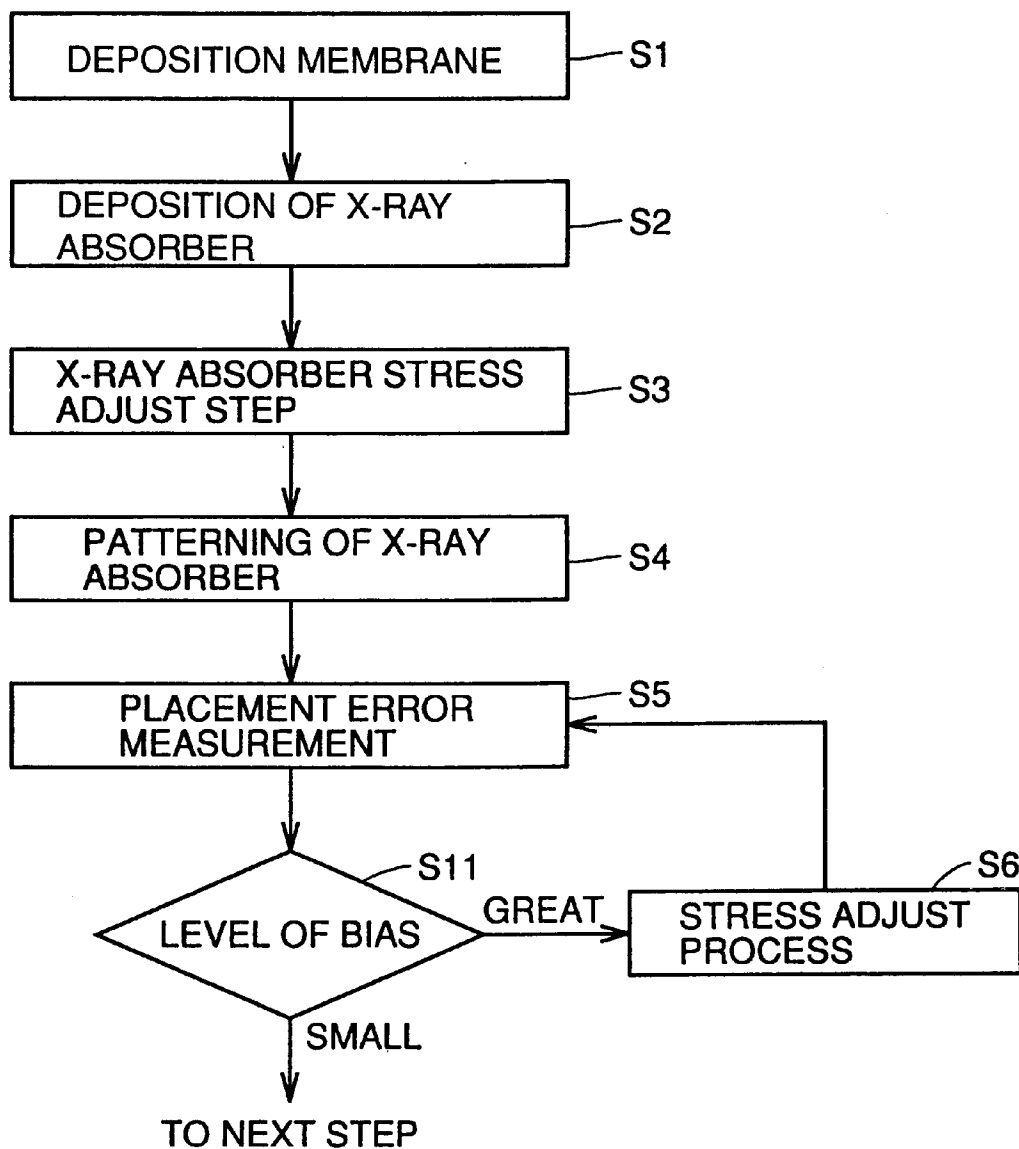 DEPOSITION MEMBRANE
S1
DEPOSITION OF X-RAY
ABSORBER
S2
X-RAY ABSORBER STRESS
ADJUST STEP
S3
PATTERNING OF X-RAY
ABSORBER
S4
PLACEMENT ERROR
MEASUREMENT
S5
LEVEL OF BIAS
S11
GREAT
STRESS ADJUST
PROCESS
S6
SMALL
TO NEXT STEP